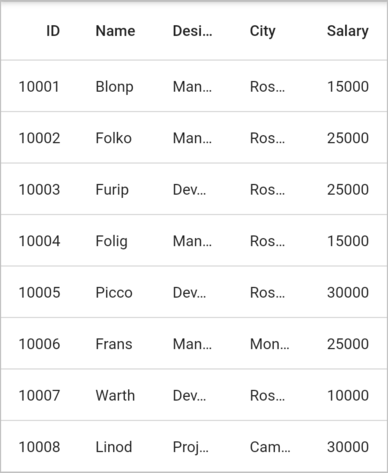 ID Name Desi... City Salary
10001 Blonp Man... Ros... 15000
10002 Folko Man... Ros... 25000
10003 Furip Dev... Ros... 25000
10004 Folig Man... Ros... 15000
10005 Picco Dev... Ros... 30000
10006 Frans Man... Mon... 25000
10007 Warth Dev... Ros... 10000
10008 Linod Proj... Cam... 30000